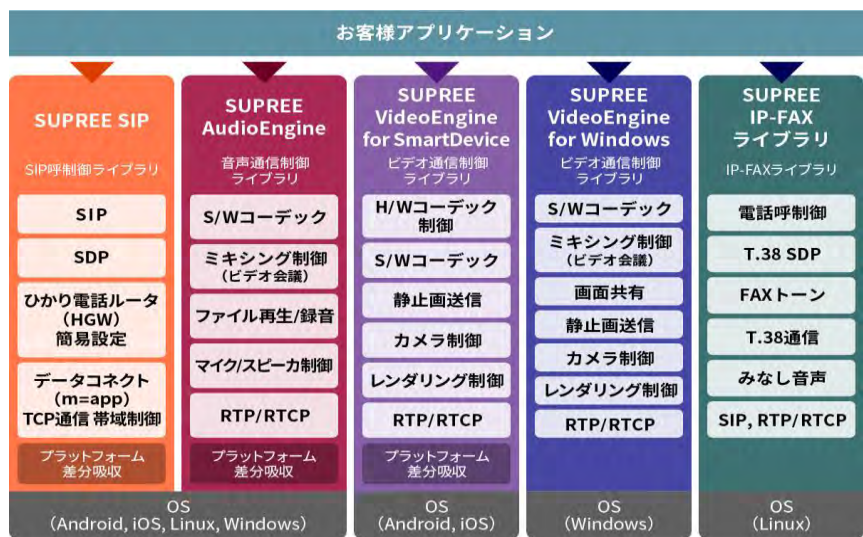 お客様アプリケーション
SUPREE SIP
SIP呼制御ライブラリ
SIP
SDP
ひかり電話ルータ
（HGW）
簡易設定
データコネクト
（m=app）
TCP通信 帯域制御
プラットフォーム
差分吸収
SUPREE
AudioEngine
音声通信制御
ライブラリ
S/Wコーデック
ミキシング制御
（ビデオ会議）
ファイル再生/録音
マイク/スピーカ制御
RTP/RTCP
プラットフォーム
差分吸収
OS
（Android, iOS, Linux, Windows）
SUPREE
VideoEngine
for SmartDevice
ビデオ通信制御
ライブラリ
H/Wコーデック
制御
S/Wコーデック
静止画送信
カメラ制御
レンダリング制御
RTP/RTCP
プラットフォーム
差分吸収
OS
（Android, iOS）
SUPREE
VideoEngine
for Windows
ビデオ通信制御
ライブラリ
S/Wコーデック
ミキシング制御
（ビデオ会議）
画面共有
静止画送信
カメラ制御
レンダリング制御
RTP/RTCP
OS
（Windows）
SUPREE
IP-FAX
ライブラリ
IP-FAXライブラリ
電話呼制御
T.38 SDP
FAXトーン
T.38通信
みなし音声
SIP, RTP/RTCP
OS
（Linux）